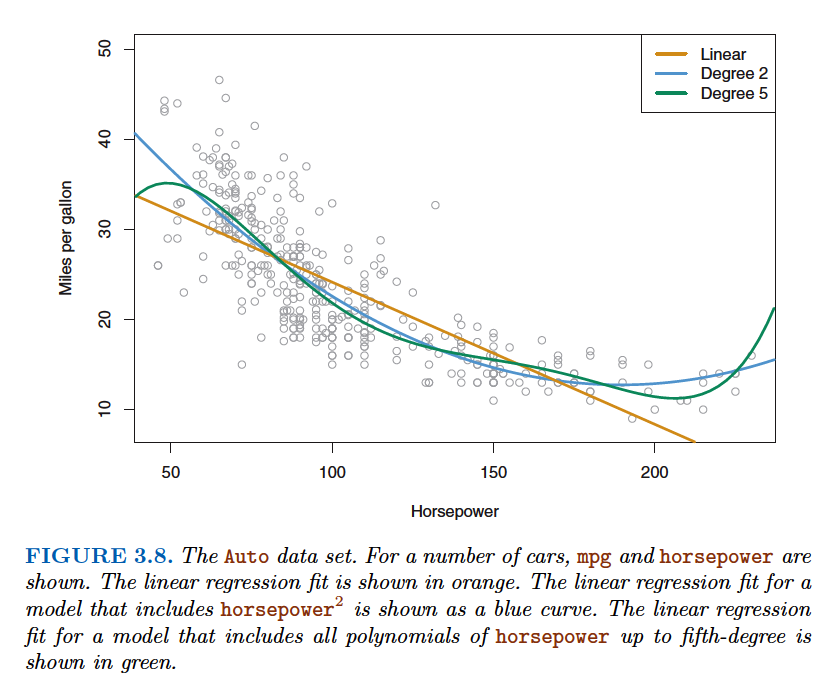 50
40
30
20
10
Miles per gallon
Linear
Degree 2
Degree 5
50 100 150 200
Horsepower
FIGURE 3.8. The Auto data set. For a number of cars, mpg and horsepower are
shown. The linear regression fit is shown in orange. The linear regression fit for a
model that includes horsepower² is shown as a blue curve. The linear regression
fit for a model that includes all polynomials of horsepower up to fifth-degree is
shown in green.